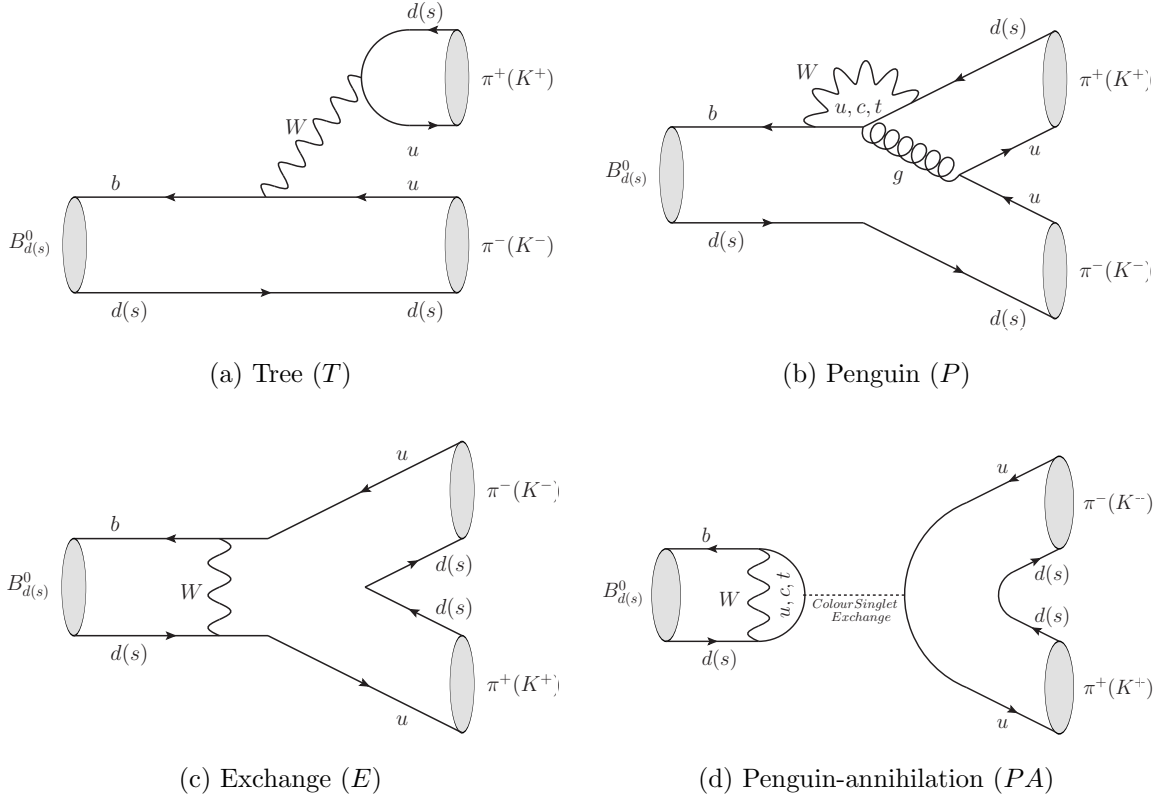 d(s)
π⁺(K⁺)
W
u
b
u
B⁰d(s)
π⁻(K⁻)
d(s)
d(s)
(a) Tree (T)
d(s)
W
π⁺(K⁺)
u, c, t
b
u
B⁰d(s)
g
u
d(s)
π⁻(K⁻)
d(s)
(b) Penguin (P)
u
π⁻(K⁻)
b
d(s)
B⁰d(s)
W
d(s)
d(s)
π⁺(K⁺)
u
(c) Exchange (E)
u
π⁻(K⁻)
b
d(s)
B⁰d(s)
W
u, c, t
ColourSinglet
Exchange
d(s)
d(s)
π⁺(K⁺)
u
(d) Penguin-annihilation (PA)